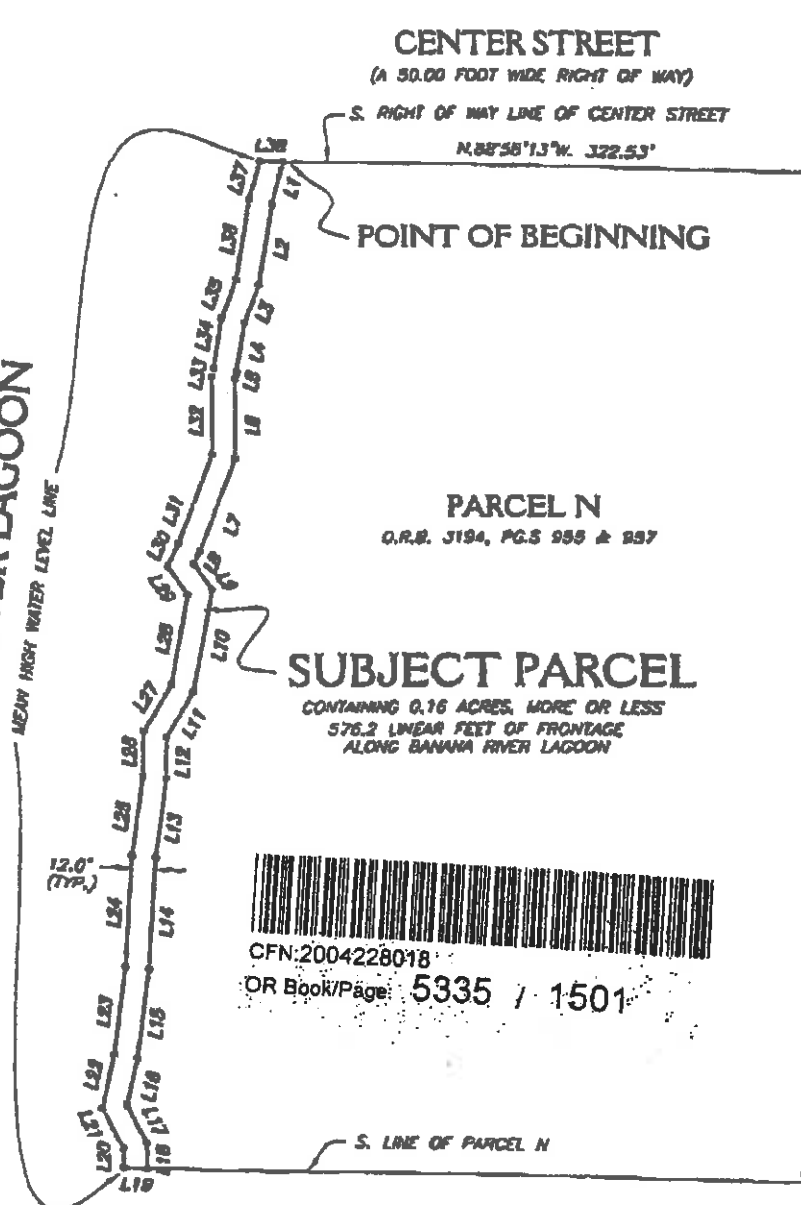 CENTER STREET
(A 50.00 FOOT WIDE RIGHT OF WAY)
S. RIGHT OF WAY LINE OF CENTER STREET
N.88°58'13"W. 322.53'
L38
L37
L1
L36
L2
POINT OF BEGINNING
L35
L3
L34
L4
L33
L5
L32
L6
LAGOON
MEAN HIGH WATER LEVEL LINE
PARCEL N
O.R.B. 3194, PG.S 955 & 957
L31
L7
L30
L8
L29
L9
L28
L10
SUBJECT PARCEL
CONTAINING 0.16 ACRES, MORE OR LESS
576.2 LINEAR FEET OF FRONTAGE
ALONG BANANA RIVER LAGOON
L27
L11
L26
L12
L25
L13
12.0'
(TYP.)
L24
L14
CFN:2004228018
OR Book/Page: 5335 / 1501
L23
L15
L22
L16
L21
L17
L20
L18
L19
S. LINE OF PARCEL N